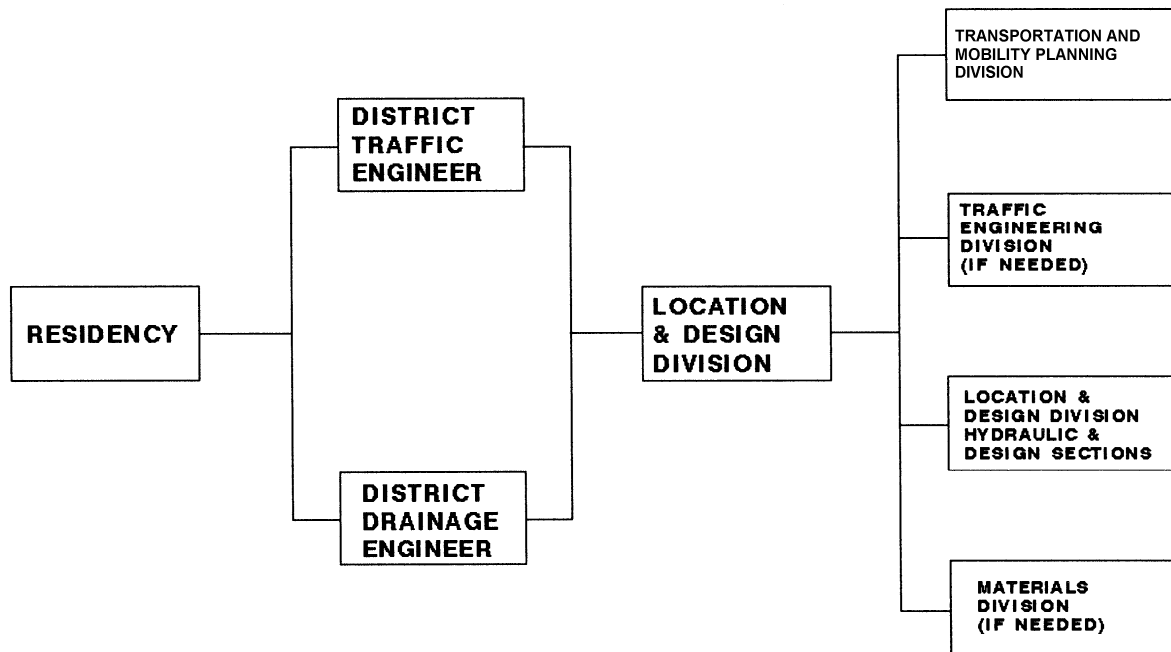 RESIDENCY
DISTRICT
TRAFFIC
ENGINEER
DISTRICT
DRAINAGE
ENGINEER
LOCATION
& DESIGN
DIVISION
TRANSPORTATION AND
MOBILITY PLANNING
DIVISION
TRAFFIC
ENGINEERING
DIVISION
(IF NEEDED)
LOCATION &
DESIGN DIVISION
HYDRAULIC &
DESIGN SECTIONS
MATERIALS
DIVISION
(IF NEEDED)